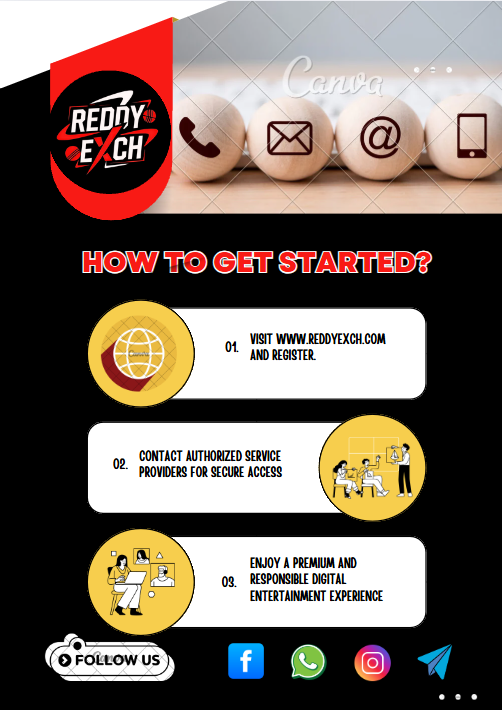 Canva
REDDY
EXCH
@
HOW TO GET STARTED?
01.
VISIT WWW.REDDYEXCH.COM
AND REGISTER.
Canva
02.
CONTACT AUTHORIZED SERVICE
PROVIDERS FOR SECURE ACCESS
03.
ENJOY A PREMIUM AND
RESPONSIBLE DIGITAL
ENTERTAINMENT EXPERIENCE
FOLLOW US